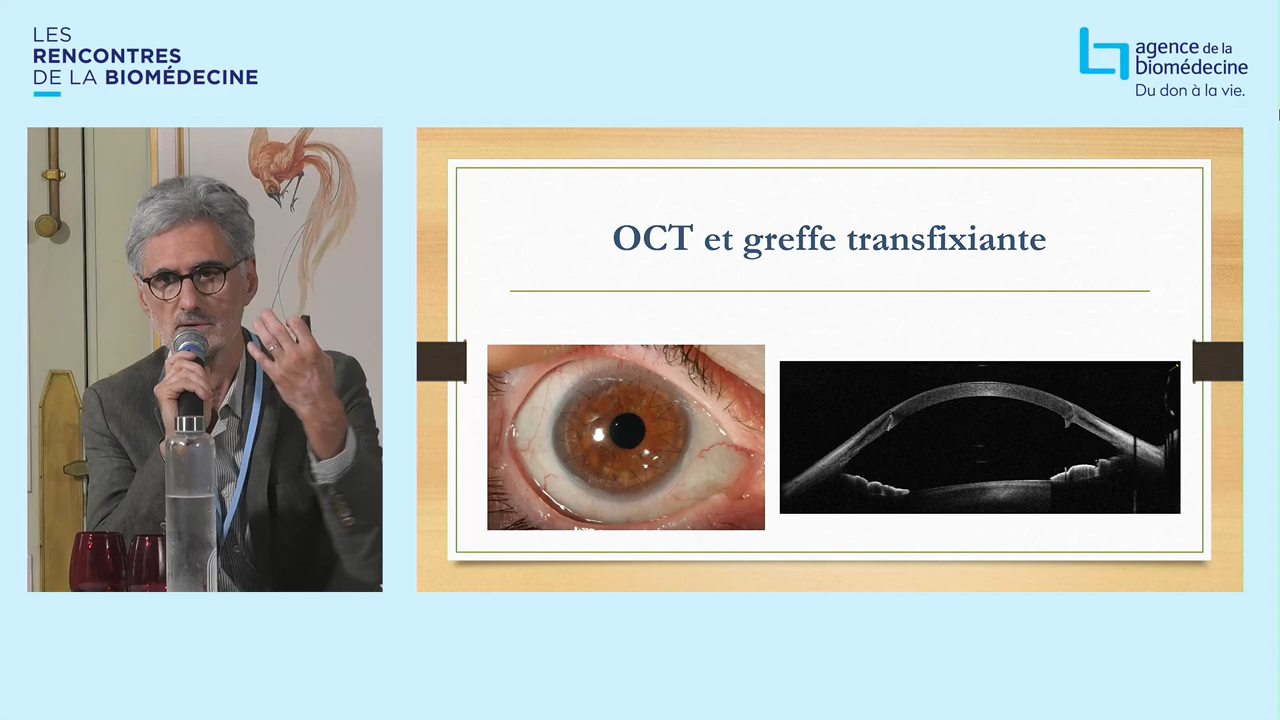 LES
RENCONTRES
DE LA BIOMÉDECINE
agence de la
biomédecine
Du don à la vie.
OCT et greffe transfixiante